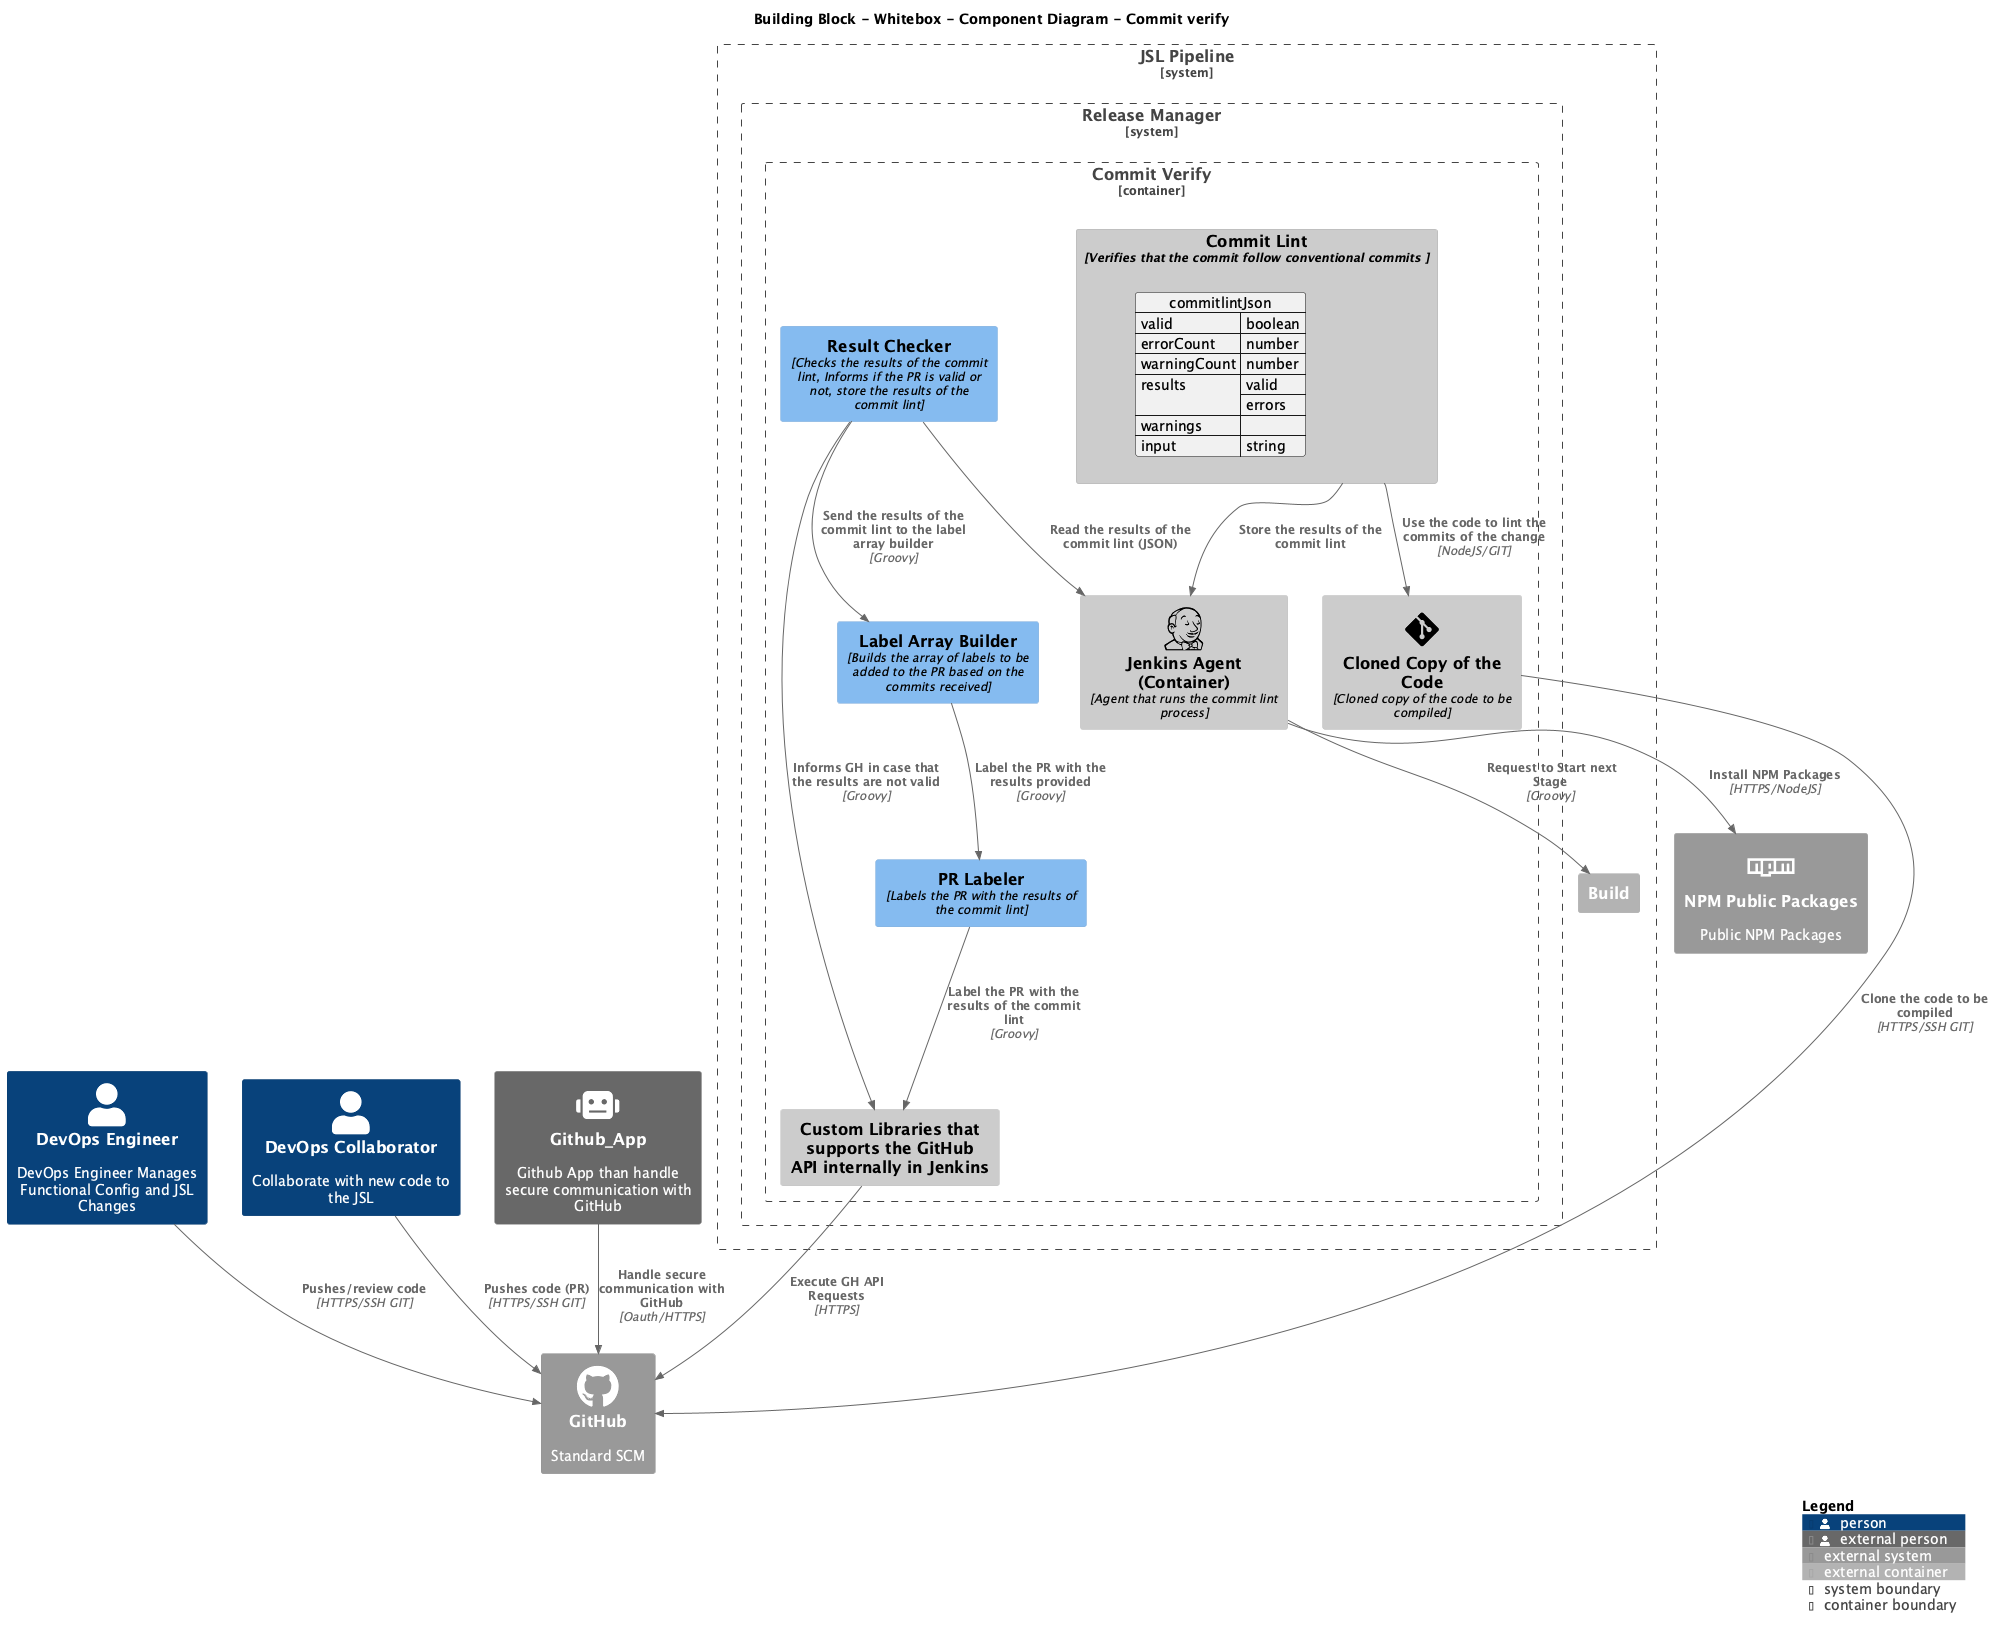 Building Block - Whitebox - Component Diagram - Commit verify
JSL Pipeline
[system]
Release Manager
[system]
Commit Verify
[container]
Commit Lint
[Verifies that the commit follow conventional commits ]
commitlintJson
valid boolean
errorCount number
warningCount number
results valid
errors
warnings
input string
Result Checker
[Checks the results of the commit
lint, Informs if the PR is valid or
not, store the results of the
commit lint]
Send the results of the
commit lint to the label
array builder
[Groovy]
Read the results of the
commit lint (JSON)
Store the results of the
commit lint
Use the code to lint the
commits of the change
[NodeJS/GIT]
Label Array Builder
[Builds the array of labels to be
added to the PR based on the
commits received]
Jenkins Agent
(Container)
[Agent that runs the commit lint
process]
Cloned Copy of the
Code
[Cloned copy of the code to be
compiled]
Informs GH in case that
the results are not valid
[Groovy]
Label the PR with the
results provided
[Groovy]
Request to Start next
Stage
[Groovy]
Install NPM Packages
[HTTPS/NodeJS]
PR Labeler
[Labels the PR with the results of
the commit lint]
Build
npm
NPM Public Packages
Public NPM Packages
Label the PR with the
results of the commit
lint
[Groovy]
Clone the code to be
compiled
[HTTPS/SSH GIT]
DevOps Engineer
DevOps Engineer Manages
Functional Config and JSL
Changes
DevOps Collaborator
Collaborate with new code to
the JSL
Github_App
Github App than handle
secure communication with
GitHub
Custom Libraries that
supports the GitHub
API internally in Jenkins
Pushes/review code
[HTTPS/SSH GIT]
Pushes code (PR)
[HTTPS/SSH GIT]
Handle secure
communication with
GitHub
[Oauth/HTTPS]
Execute GH API
Requests
[HTTPS]
GitHub
Standard SCM
Legend
person
external person
external system
external container
system boundary
container boundary